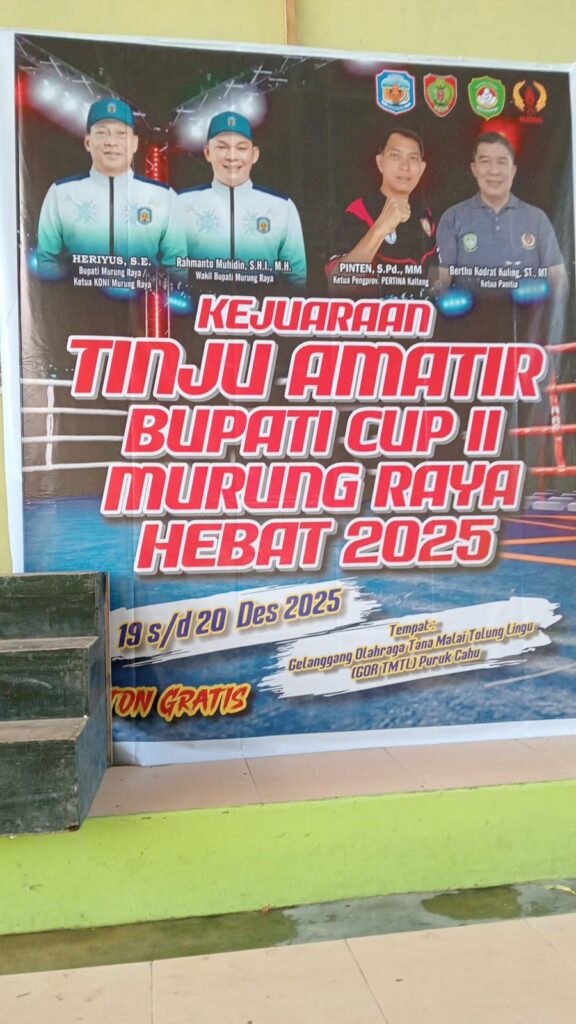 HERIYUS, S.E.
Bupati Murung Raya /
Ketua KONI Murung Raya
Rahmanto Muhidin, S.H.I., M.H.
Wakil Bupati Murung Raya
PINTEN, S.Pd., MM
Ketua Pengprov. PERTINA Kalteng
Bertho Kodrat Kuling, ST., MT
Ketua Panitia
KEJUARAAN
TINJU AMATIR
BUPATI CUP II
MURUNG RAYA
HEBAT 2025
19 s/d 20 Des 2025
Tempat :
Gelanggang Olahraga Tana Malai Tolung Lingu
(GOR TMTL) Puruk Cahu
TON GRATIS